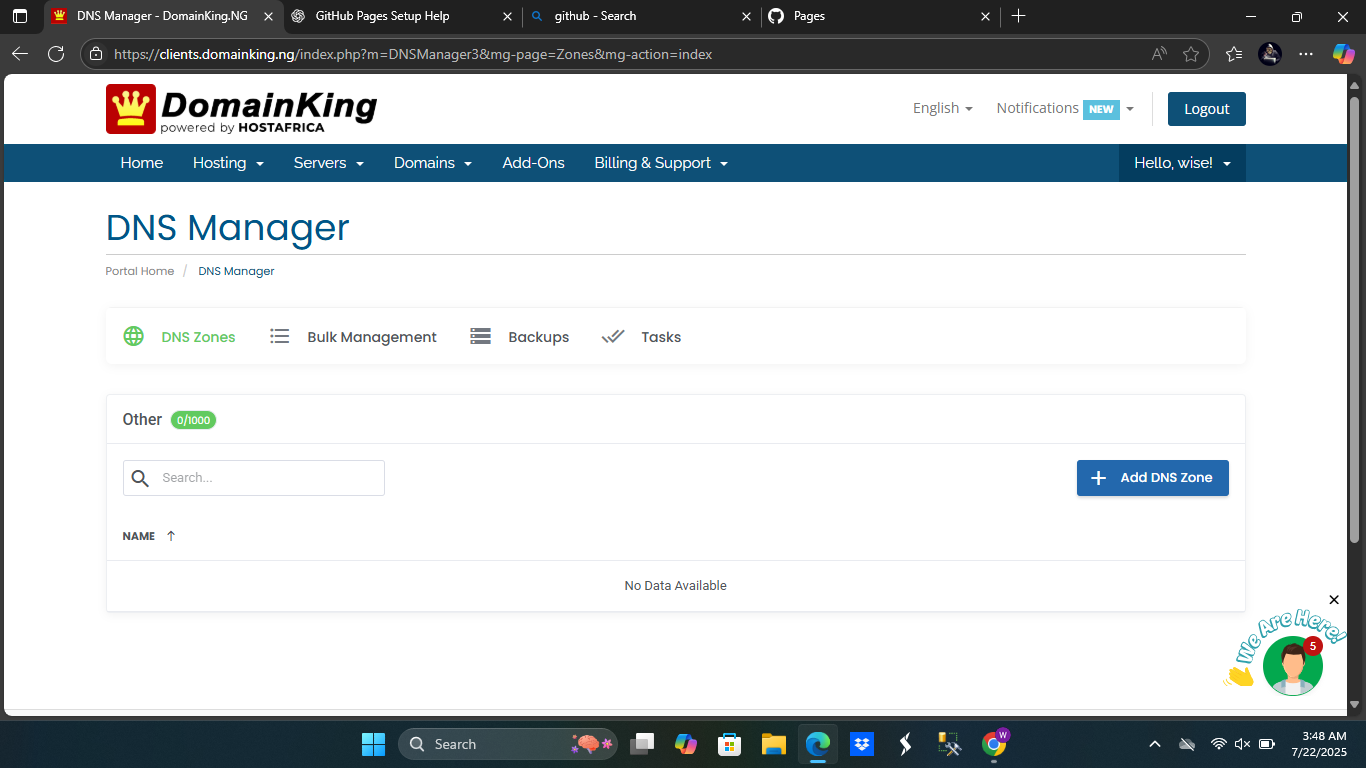 DNS Manager - DomainKing.NG
GitHub Pages Setup Help
github - Search
Pages
https://clients.domainking.ng/index.php?m=DNSManager3&mg-page=Zones&mg-action=index
DomainKing
powered by HOSTAFRICA
English
Notifications NEW
Logout
Home
Hosting
Servers
Domains
Add-Ons
Billing & Support
Hello, wise!
DNS Manager
Portal Home / DNS Manager
DNS Zones
Bulk Management
Backups
Tasks
Other 0/1000
Search...
Add DNS Zone
NAME
No Data Available
We Are Here!
5
Search
W
3:48 AM
7/22/2025